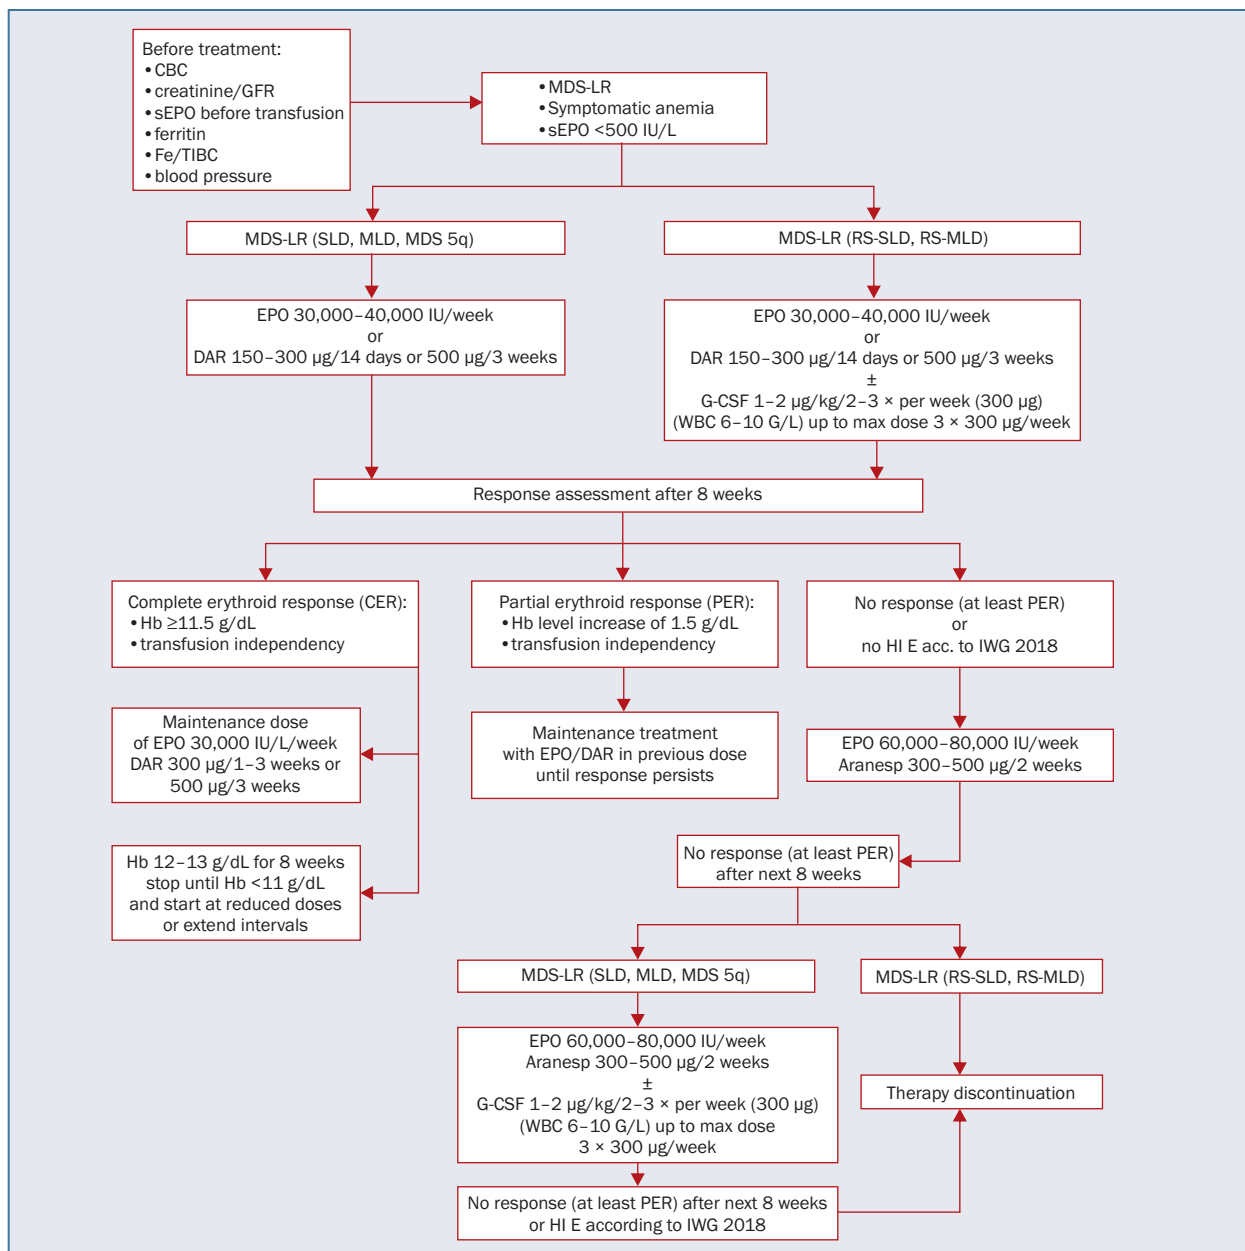 Before treatment:
•CBC
•creatinine/GFR
•sEPO before transfusion
•ferritin
•Fe/TIBC
•blood pressure
•MDS-LR
•Symptomatic anemia
•sEPO <500 IU/L
MDS-LR (SLD, MLD, MDS 5q)
MDS-LR (RS-SLD, RS-MLD)
EPO 30,000–40,000 IU/week
or
DAR 150–300 µg/14 days or 500 µg/3 weeks
EPO 30,000–40,000 IU/week
or
DAR 150–300 µg/14 days or 500 µg/3 weeks
±
G-CSF 1–2 µg/kg/2–3 × per week (300 µg)
(WBC 6–10 G/L) up to max dose 3 × 300 µg/week
Response assessment after 8 weeks
Complete erythroid response (CER):
•Hb ≥11.5 g/dL
•transfusion independency
Partial erythroid response (PER):
•Hb level increase of 1.5 g/dL
•transfusion independency
No response (at least PER)
or
no HI E acc. to IWG 2018
Maintenance dose
of EPO 30,000 IU/L/week
DAR 300 µg/1–3 weeks or
500 µg/3 weeks
Maintenance treatment
with EPO/DAR in previous dose
until response persists
EPO 60,000–80,000 IU/week
Aranesp 300–500 µg/2 weeks
Hb 12–13 g/dL for 8 weeks
stop until Hb <11 g/dL
and start at reduced doses
or extend intervals
No response (at least PER)
after next 8 weeks
MDS-LR (SLD, MLD, MDS 5q)
MDS-LR (RS-SLD, RS-MLD)
EPO 60,000–80,000 IU/week
Aranesp 300–500 µg/2 weeks
±
G-CSF 1–2 µg/kg/2–3 × per week (300 µg)
(WBC 6–10 G/L) up to max dose
3 × 300 µg/week
Therapy discontinuation
No response (at least PER) after next 8 weeks
or HI E according to IWG 2018